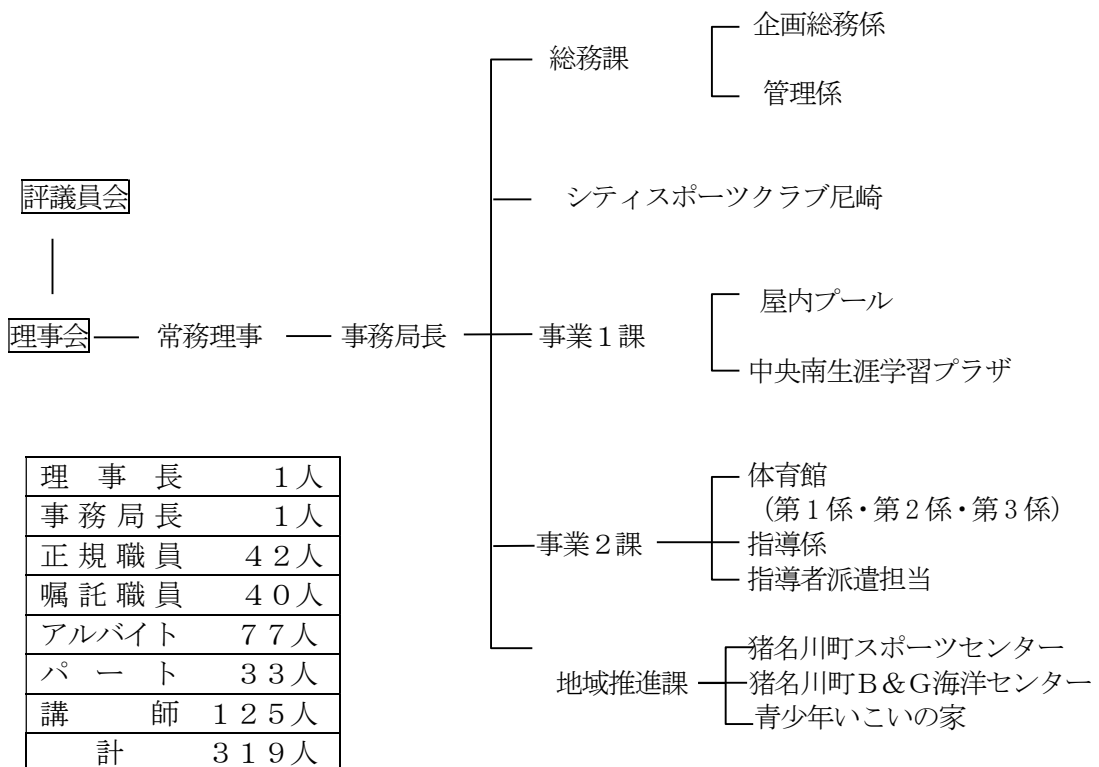 企画総務係
総務課
管理係
評議員会
シティスポーツクラブ尼崎
屋内プール
理事会 常務理事 事務局長 事業1課
中央南生涯学習プラザ
体育館
(第1係・第2係・第3係)
事業2課 指導係
指導者派遣担当
猪名川町スポーツセンター
地域推進課 猪名川町B&G海洋センター
青少年いこいの家
理事長 1人
事務局長 1人
正規職員 42人
嘱託職員 40人
アルバイト 77人
パート 33人
講師 125人
計 319人